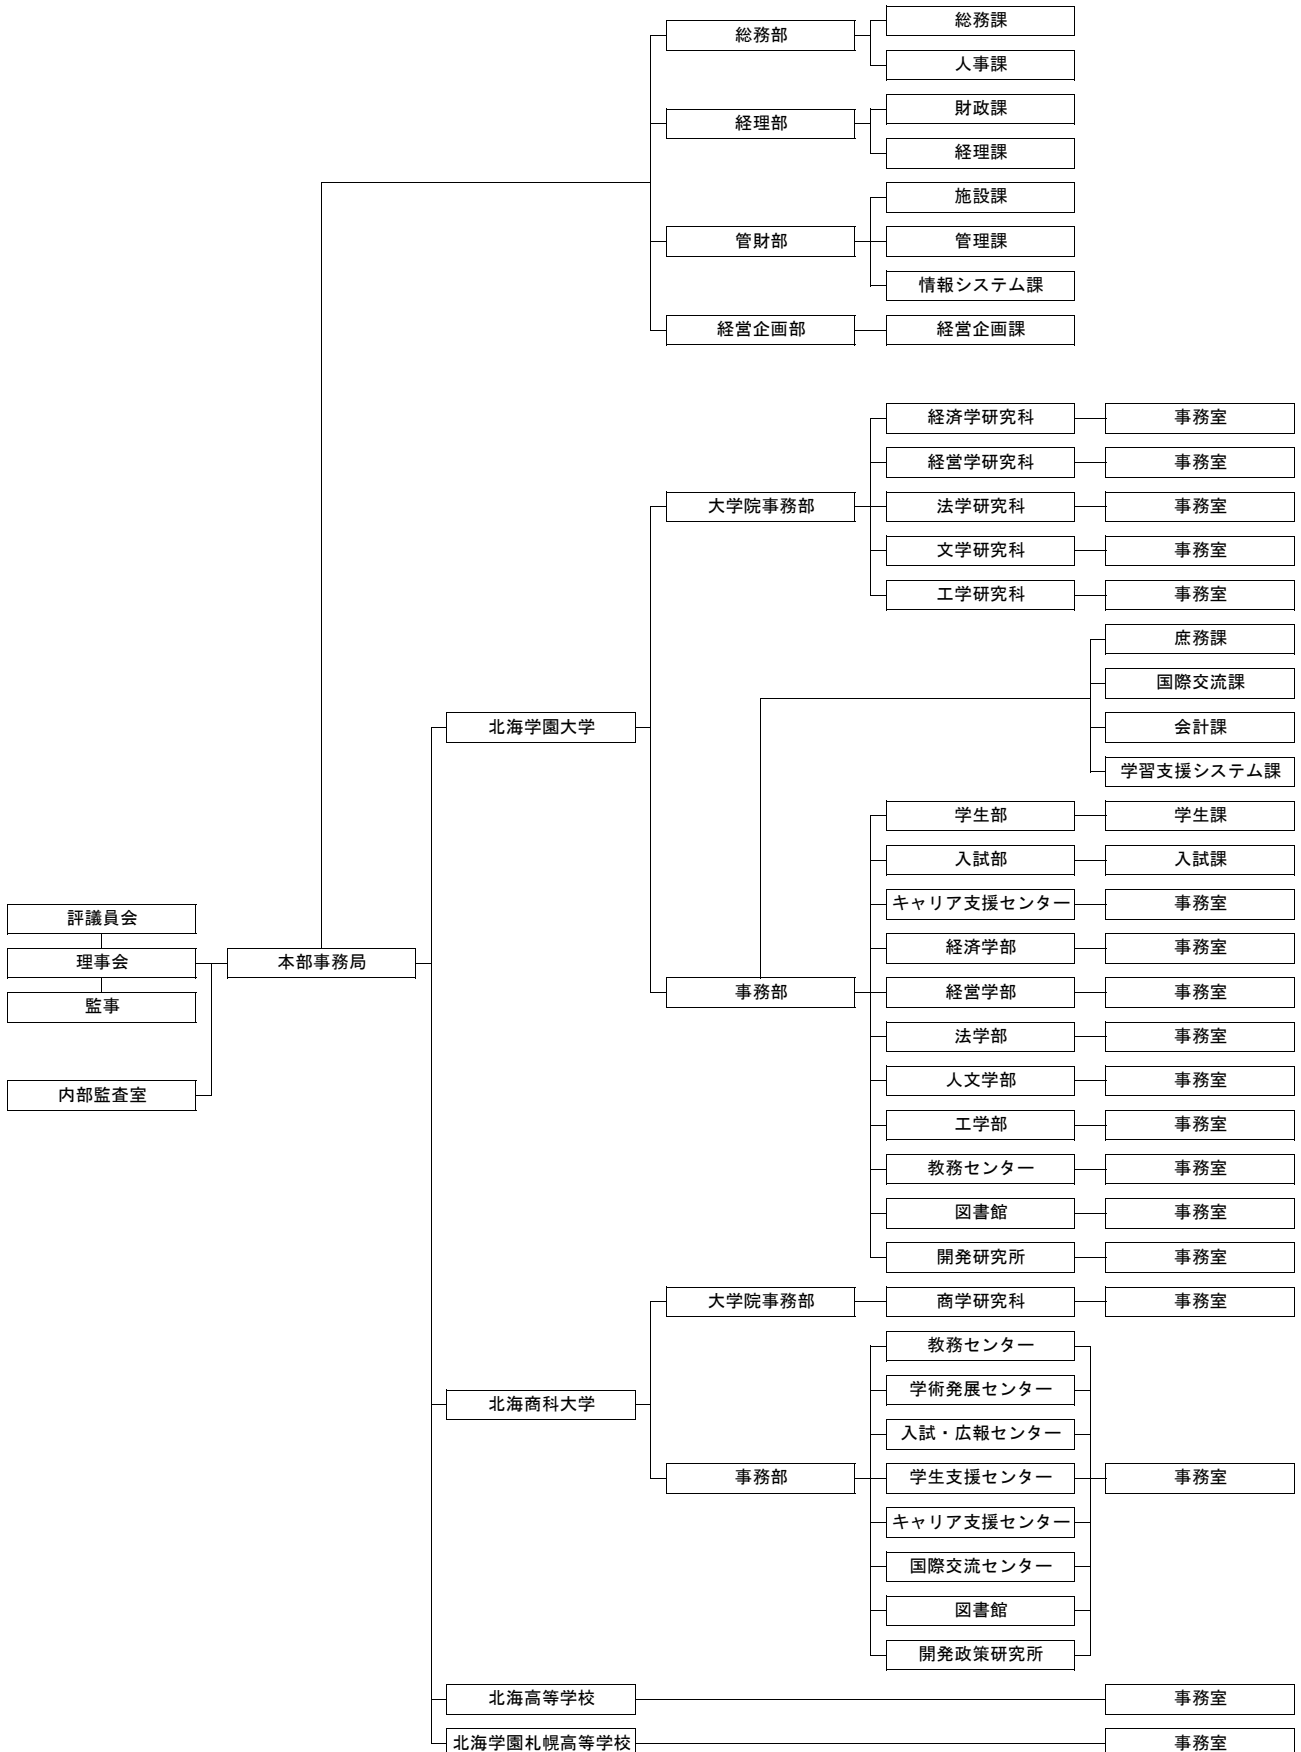 総務課
総務部
人事課
財政課
経理部
経理課
施設課
管財部 管理課
情報システム課
経営企画部 経営企画課
経済学研究科 事務室
経営学研究科 事務室
大学院事務部 法学研究科 事務室
文学研究科 事務室
工学研究科 事務室
庶務課
国際交流課
北海学園大学 会計課
学習支援システム課
学生部 学生課
入試部 入試課
キャリア支援センター 事務室
評議員会
経済学部 事務室
理事会 本部事務局
事務部 経営学部 事務室
監事
法学部 事務室
人文学部 事務室
内部監査室
工学部 事務室
教務センター 事務室
図書館 事務室
開発研究所 事務室
大学院事務部 商学研究科 事務室
教務センター
学術発展センター
北海商科大学
入試・広報センター
事務部 学生支援センター 事務室
キャリア支援センター
国際交流センター
図書館
開発政策研究所
北海高等学校 事務室
北海学園札幌高等学校 事務室